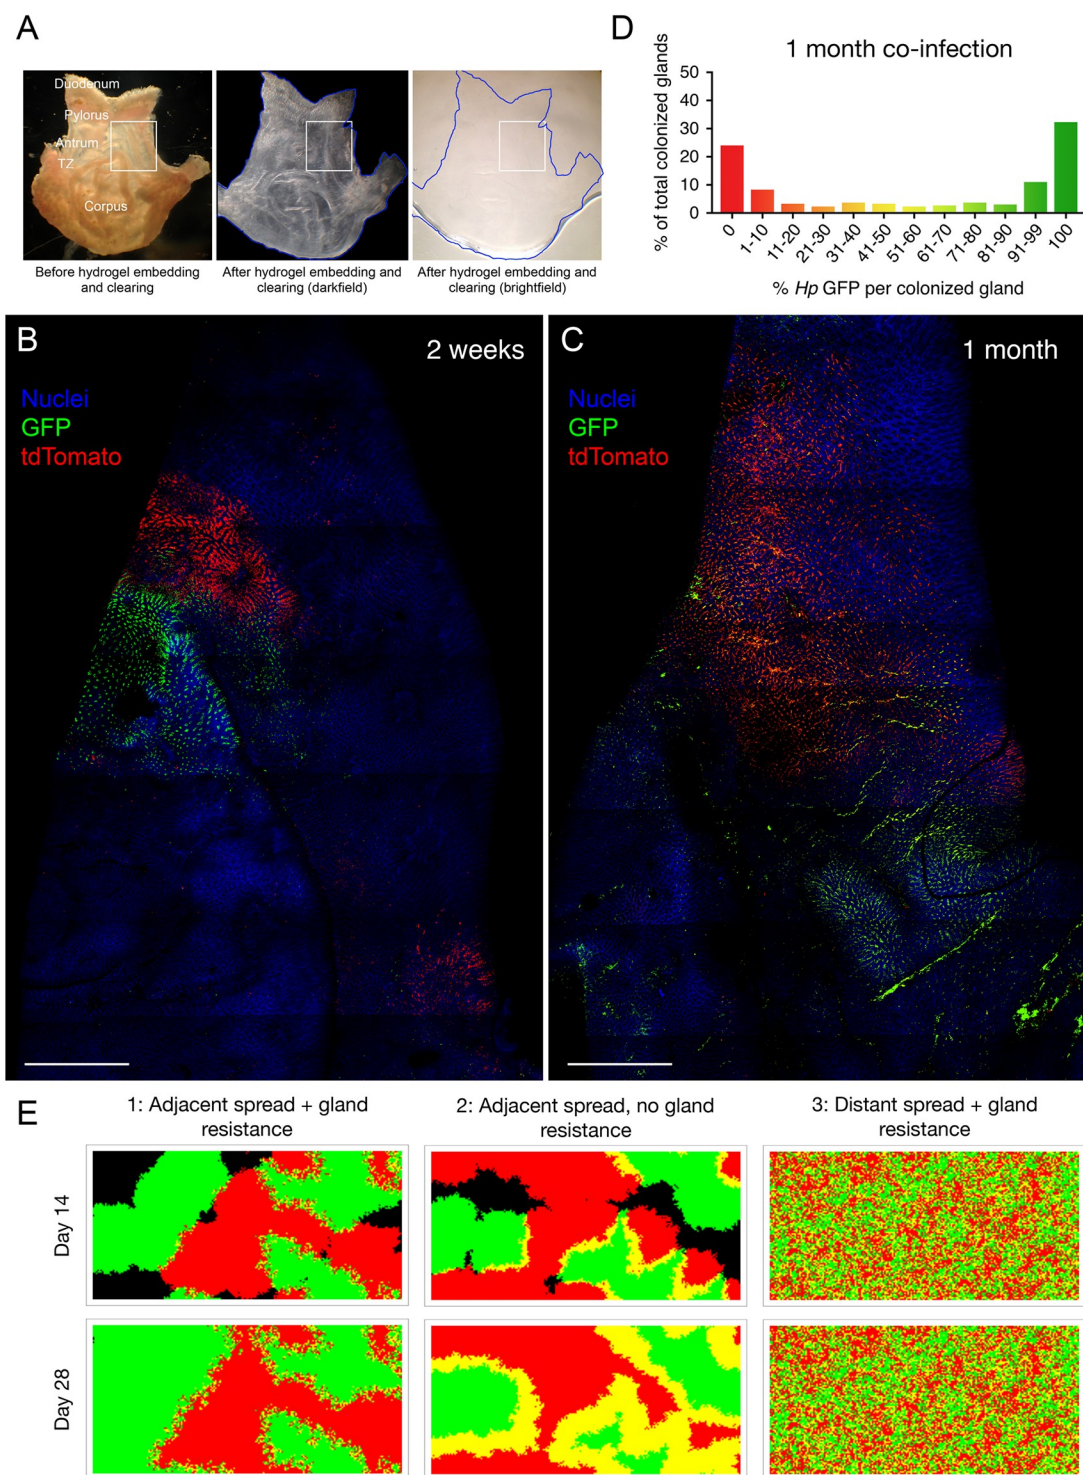 A
Duodenum
Pylorus
Antrum
TZ
Corpus
Before hydrogel embedding
and clearing
After hydrogel embedding and
clearing (darkfield)
After hydrogel embedding and
clearing (brightfield)
D
1 month co-infection
% of total colonized glands
50
40
30
20
10
0
0
1-10
11-20
21-30
31-40
41-50
51-60
61-70
71-80
81-90
91-99
100
% Hp GFP per colonized gland
B
2 weeks
Nuclei
GFP
tdTomato
C
1 month
Nuclei
GFP
tdTomato
E
1: Adjacent spread + gland
resistance
2: Adjacent spread, no gland
resistance
3: Distant spread + gland
resistance
Day 14
Day 28